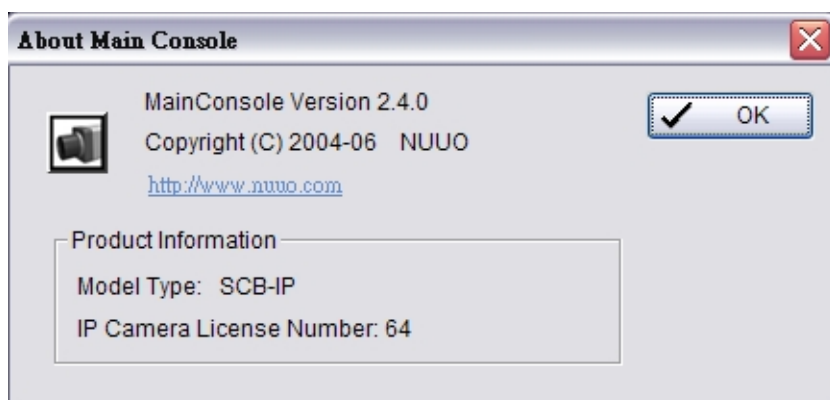 About Main Console
MainConsole Version 2.4.0
OK
Copyright (C) 2004-06 NUUO
http://www.nuuo.com
Product Information
Model Type: SCB-IP
IP Camera License Number: 64